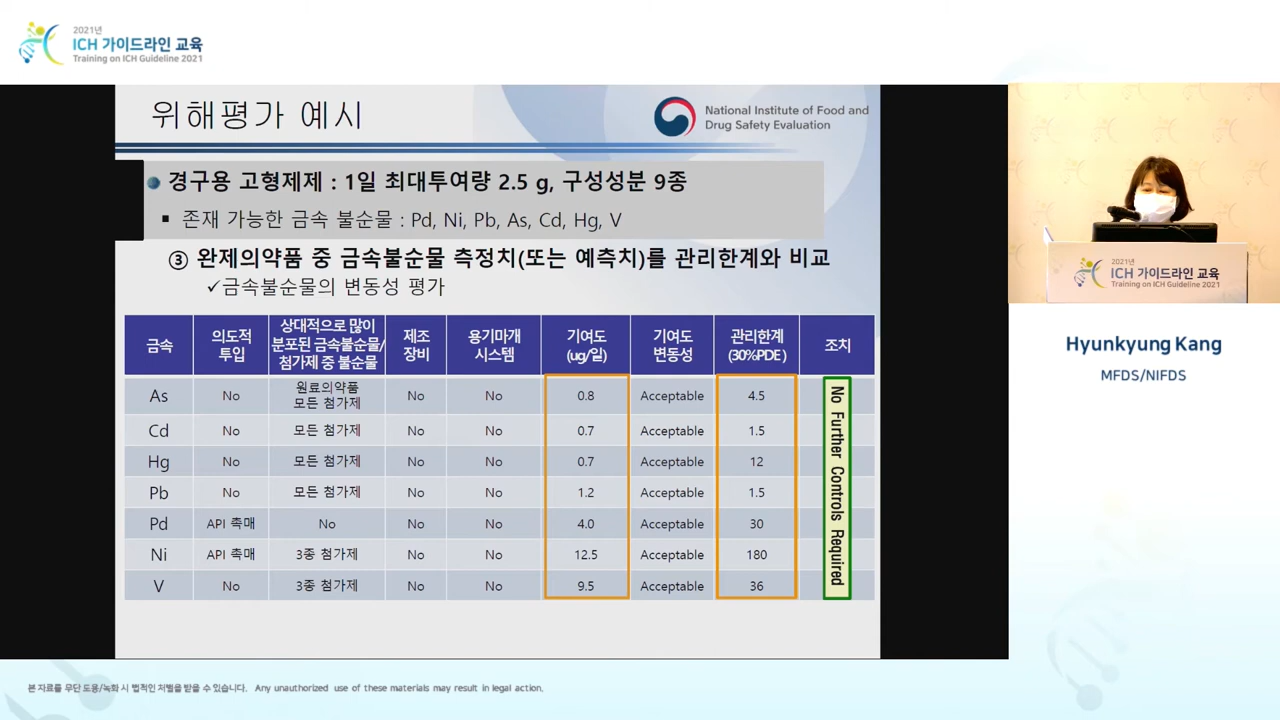 2021년
ICH 가이드라인 교육
Training on ICH Guideline 2021
위해평가 예시
National Institute of Food and
Drug Safety Evaluation
경구용 고형제제 : 1일 최대투여량 2.5 g, 구성성분 9종
존재 가능한 금속 불순물 : Pd, Ni, Pb, As, Cd, Hg, V
③ 완제의약품 중 금속불순물 측정치(또는 예측치)를 관리한계와 비교
✓금속불순물의 변동성 평가
금속 의도적 투입 상대적으로 많이 분포된 금속불순물/첨가제 중 불순물 제조 장비 용기마개 시스템 기여도 (ug/일) 기여도 변동성 관리한계 (30%PDE) 조치
As No 원료의약품 모든 첨가제 No No 0.8 Acceptable 4.5
Cd No 모든 첨가제 No No 0.7 Acceptable 1.5
Hg No 모든 첨가제 No No 0.7 Acceptable 12
Pb No 모든 첨가제 No No 1.2 Acceptable 1.5
Pd API 촉매 No No No 4.0 Acceptable 30
Ni API 촉매 3종 첨가제 No No 12.5 Acceptable 180
V No 3종 첨가제 No No 9.5 Acceptable 36
No Further Controls Required
2021년
ICH 가이드라인 교육
Training on ICH Guideline 2021
Hyunkyung Kang
MFDS/NIFDS
본 자료를 무단 도용/녹화 시 법적인 처벌을 받을 수 있습니다. Any unauthorized use of these materials may result in legal action.